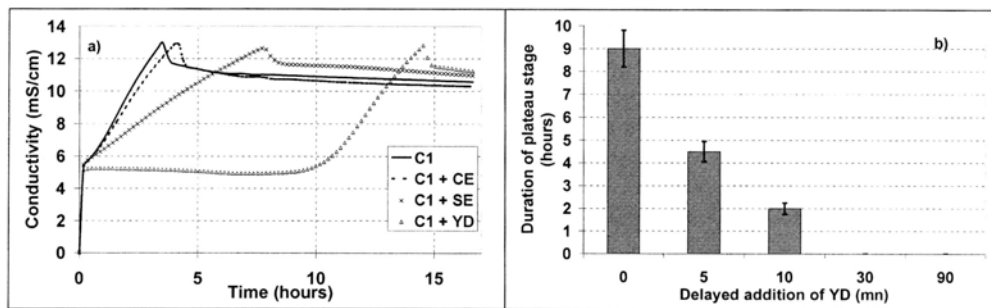 a)
Conductivity (mS/cm)
14
12
10
8
6
4
2
0
0 5 10 15
Time (hours)
C1
C1 + CE
C1 + SE
C1 + YD
b)
Duration of plateau stage
(hours)
10
9
8
7
6
5
4
3
2
1
0
0 5 10 30 90
Delayed addition of YD (mn)